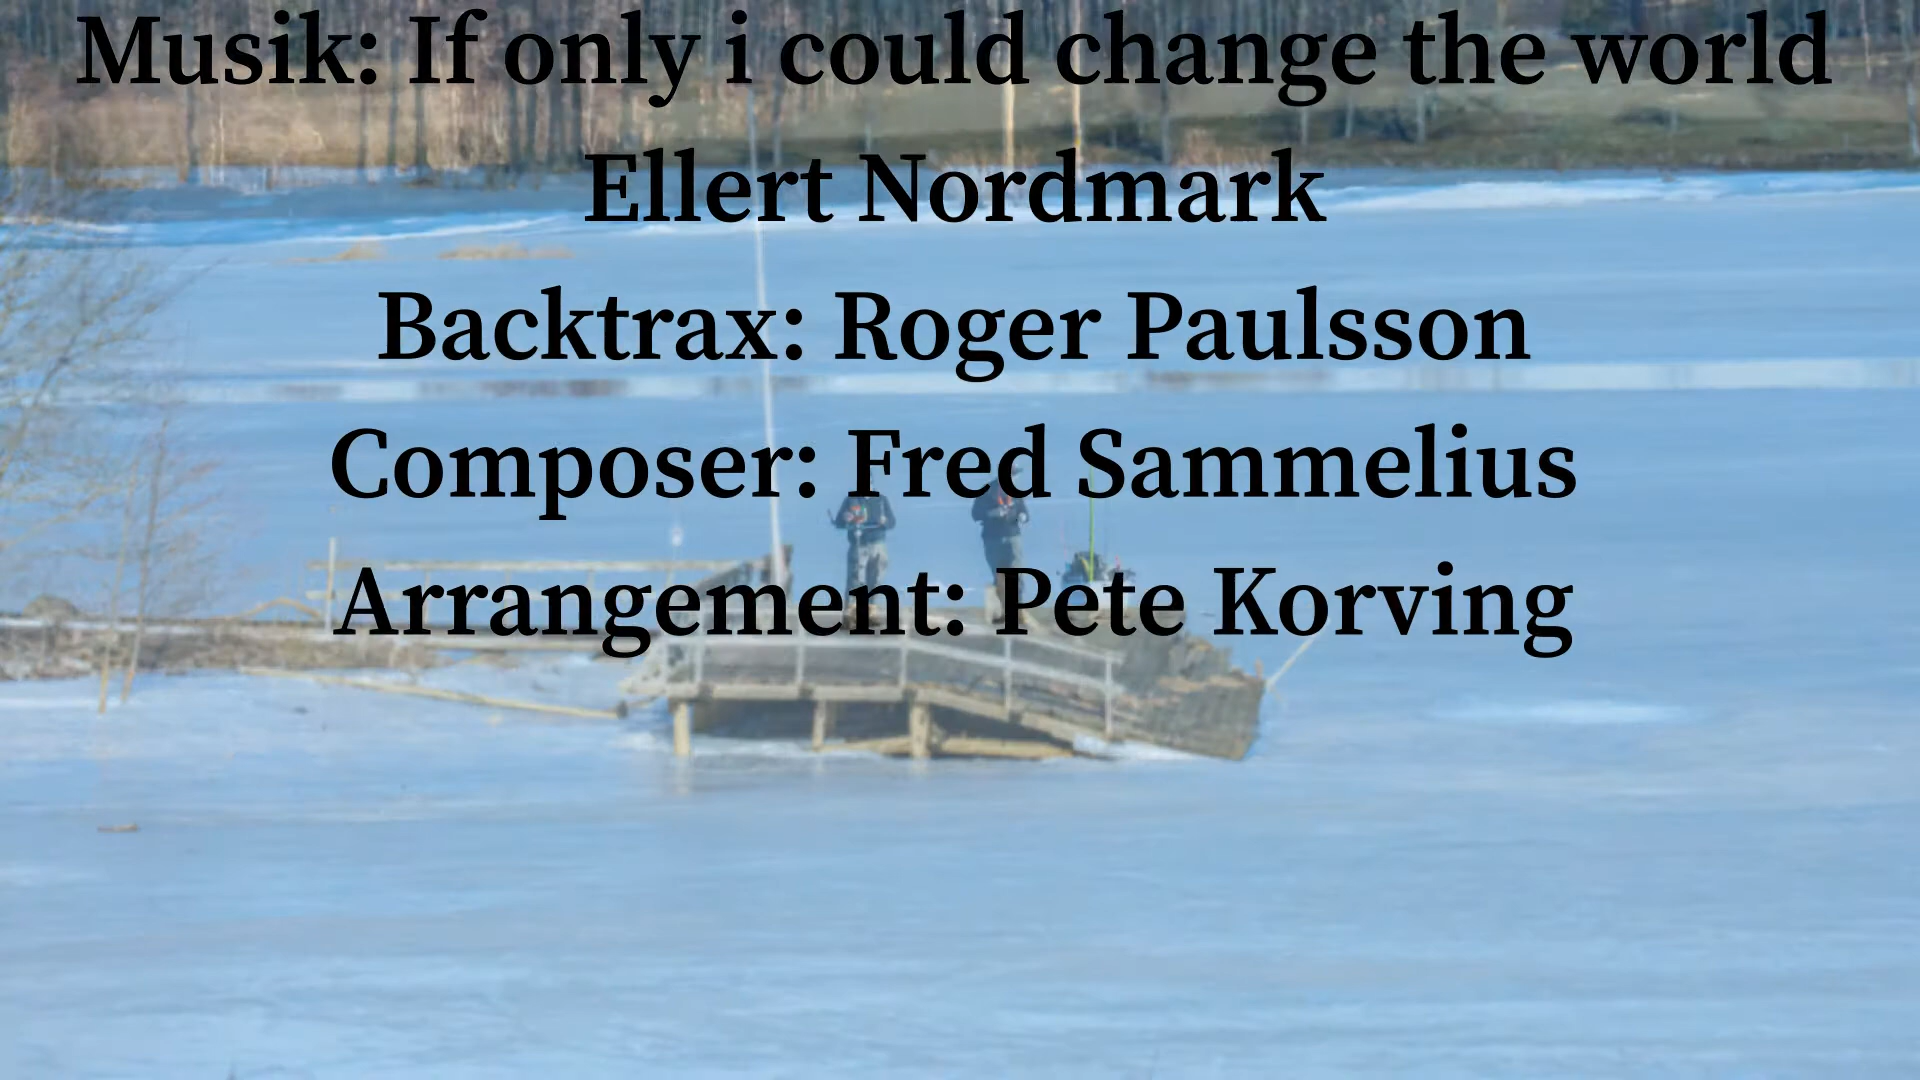 Musik: If only i could change the world
Ellert Nordmark
Backtrax: Roger Paulsson
Composer: Fred Sammelius
Arrangement: Pete Korving